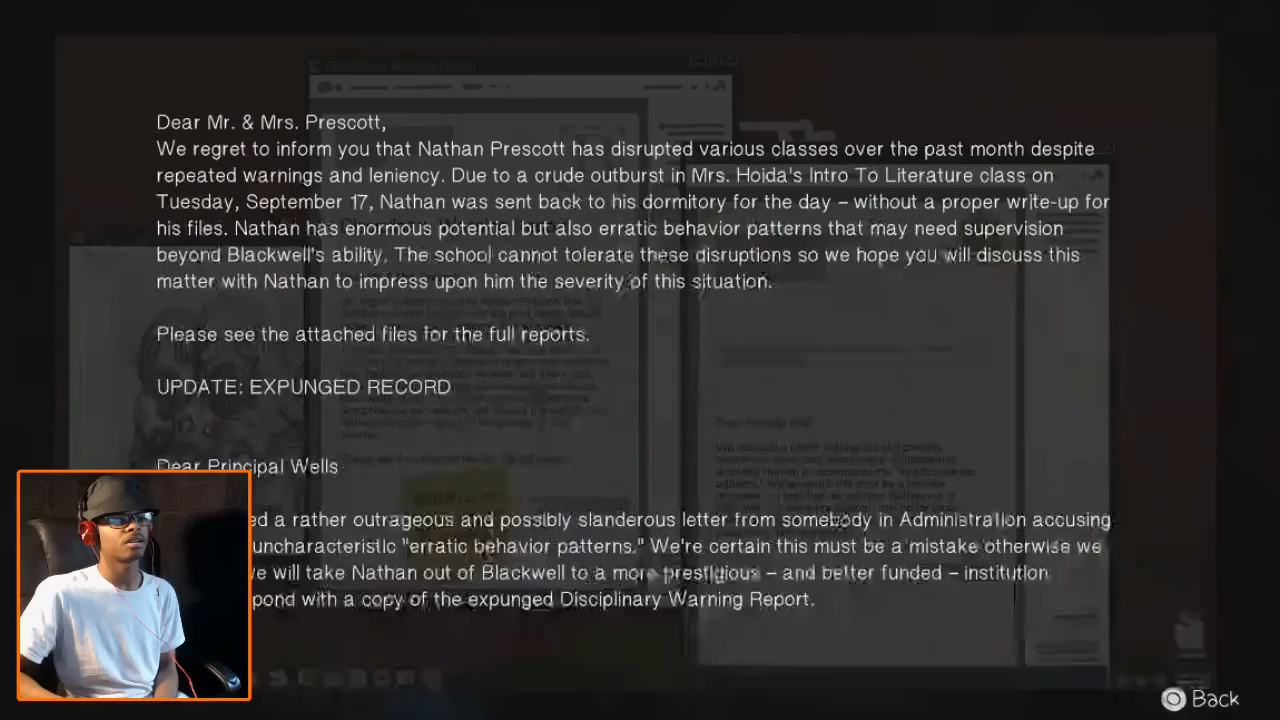 Dear Mr. & Mrs. Prescott,
We regret to inform you that Nathan Prescott has disrupted various classes over the past month despite
repeated warnings and leniency. Due to a crude outburst in Mrs. Hoida's Intro To Literature class on
Tuesday, September 17, Nathan was sent back to his dormitory for the day – without a proper write-up for
his files. Nathan has enormous potential but also erratic behavior patterns that may need supervision
beyond Blackwell's ability. The school cannot tolerate these disruptions so we hope you will discuss this
matter with Nathan to impress upon him the severity of this situation.
Please see the attached files for the full reports.
UPDATE: EXPUNGED RECORD
Dear Principal Wells
ed a rather outrageous and possibly slanderous letter from somebody in Administration accusing
uncharacteristic "erratic behavior patterns." We're certain this must be a mistake otherwise we
we will take Nathan out of Blackwell to a more prestigious – and better funded – institution
pond with a copy of the expunged Disciplinary Warning Report.
Back